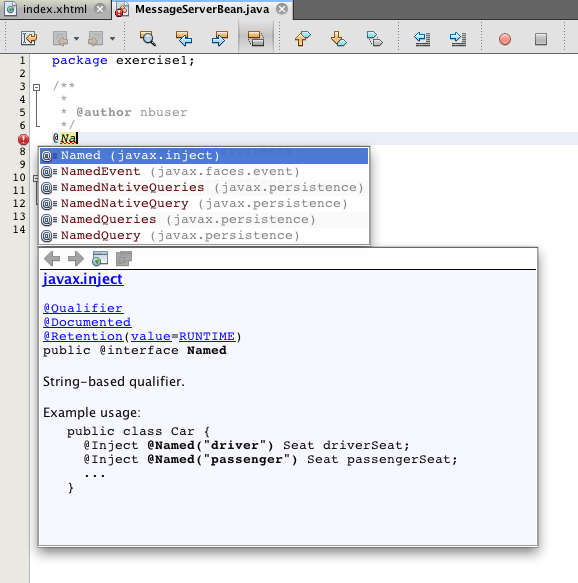 index.xhtml MessageServerBean.java
1 package exercise1;
2
3 /**
4 *
5 * @author nbuser
6 */
@Na
8
9
10
11
12
13
14
Named (javax.inject)
NamedEvent (javax.faces.event)
NamedNativeQueries (javax.persistence)
NamedNativeQuery (javax.persistence)
NamedQueries (javax.persistence)
NamedQuery (javax.persistence)
javax.inject
@Qualifier
@Documented
@Retention(value=RUNTIME)
public @interface Named
String-based qualifier.
Example usage:
public class Car {
@Inject @Named("driver") Seat driverSeat;
@Inject @Named("passenger") Seat passengerSeat;
...
}